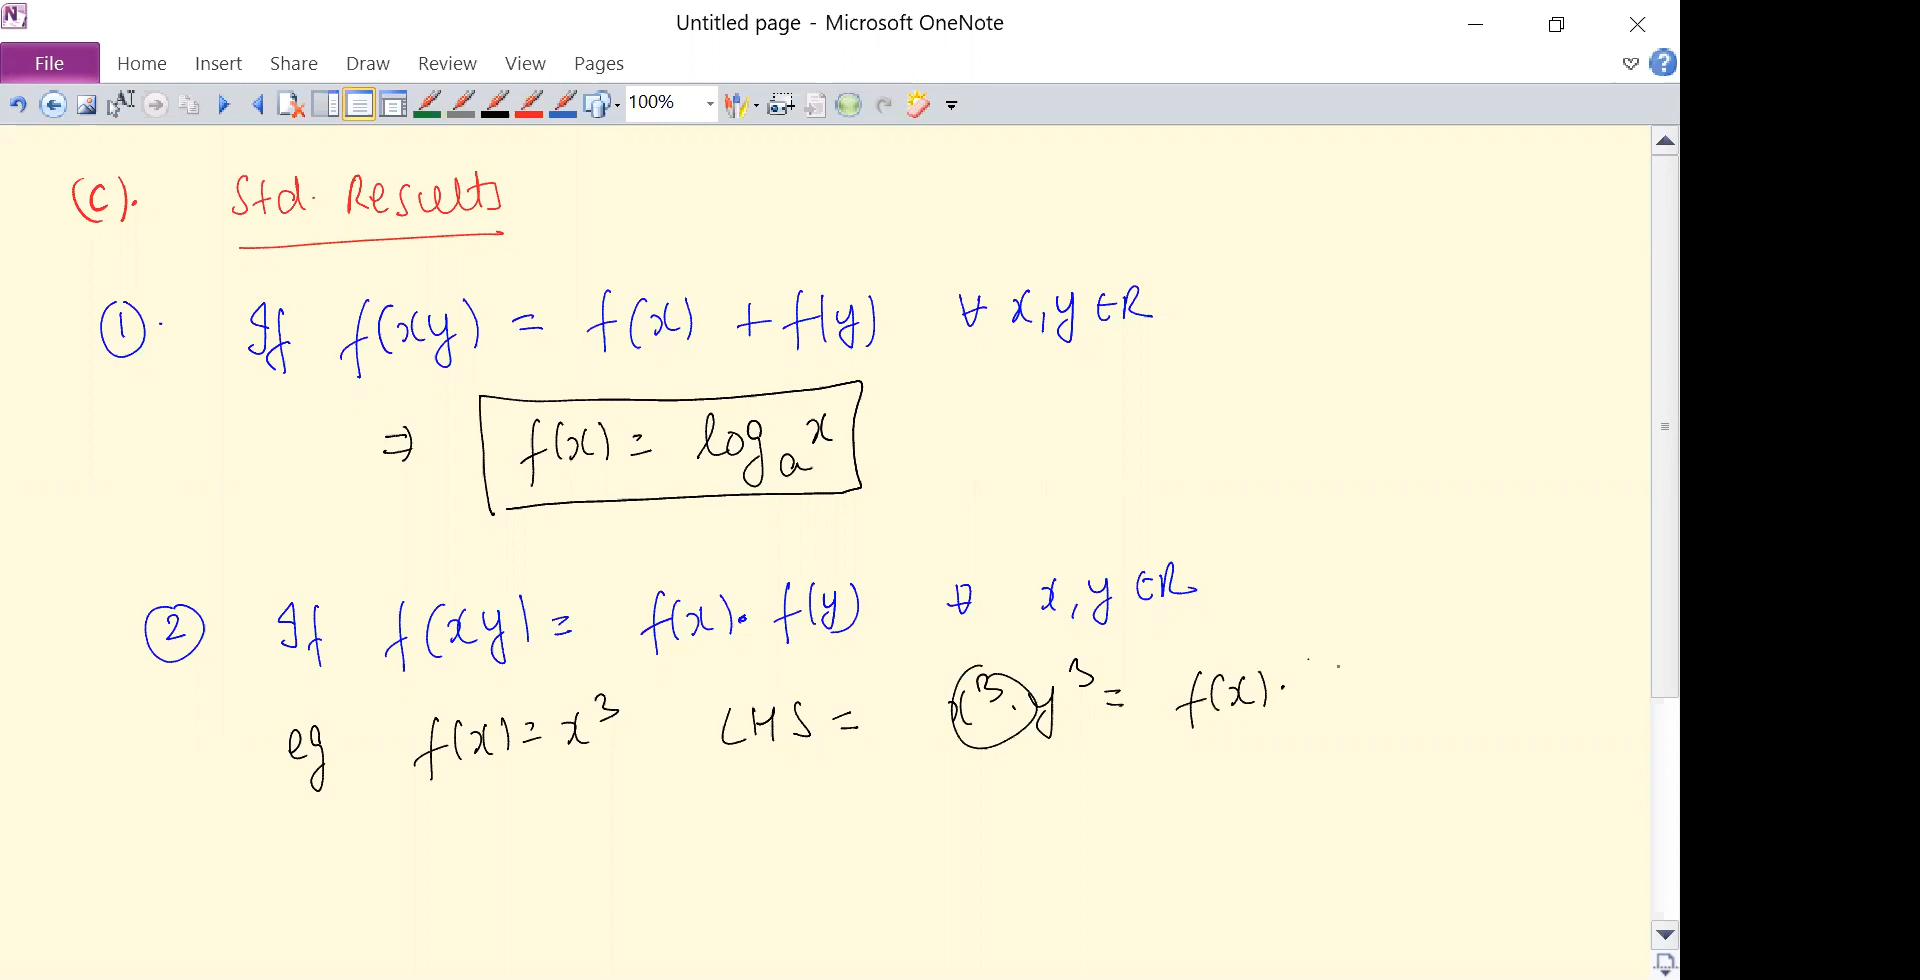 Untitled page - Microsoft OneNote
File Home Insert Share Draw Review View Pages
100%
(C). Std. Results
①. If f(xy) = f(x) + f(y) ∀ x,y ∈ R
⇒ f(x) = log_a x
② If f(xy) = f(x). f(y) ∀ x,y ∈ R
eg f(x) = x³ LHS = x³.y³ = f(x).